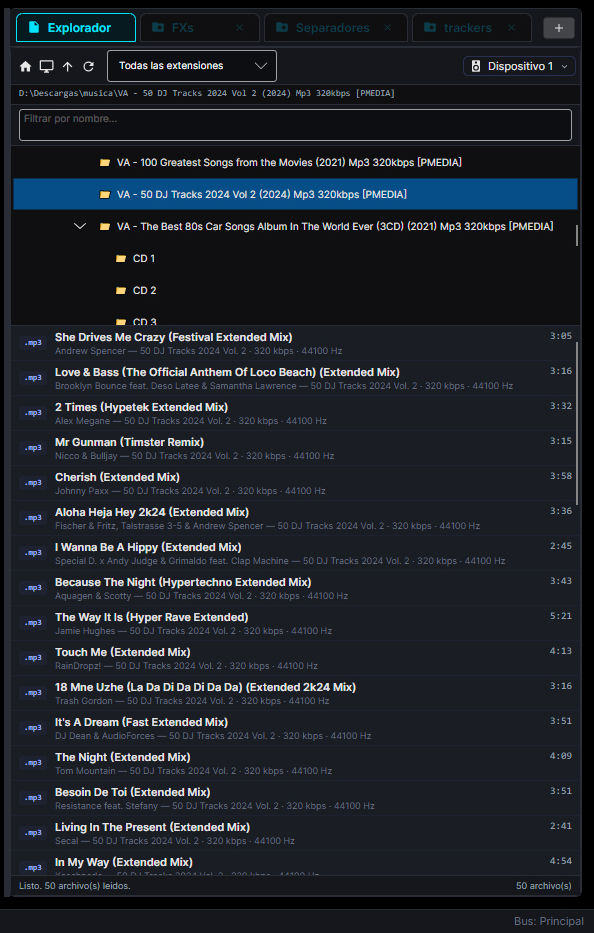 Explorador FXs × Separadores × trackers × +
Todas las extensiones Dispositivo 1
D:\Descargas\musica\VA - 50 DJ Tracks 2024 Vol 2 (2024) Mp3 320kbps [PMEDIA]
Filtrar por nombre...
VA - 100 Greatest Songs from the Movies (2021) Mp3 320kbps [PMEDIA]
VA - 50 DJ Tracks 2024 Vol 2 (2024) Mp3 320kbps [PMEDIA]
VA - The Best 80s Car Songs Album In The World Ever (3CD) (2021) Mp3 320kbps [PMEDIA]
CD 1
CD 2
CD 3
.mp3 She Drives Me Crazy (Festival Extended Mix) 3:05
Andrew Spencer — 50 DJ Tracks 2024 Vol. 2 · 320 kbps · 44100 Hz
.mp3 Love & Bass (The Official Anthem Of Loco Beach) (Extended Mix) 3:16
Brooklyn Bounce feat. Deso Latee & Samantha Lawrence — 50 DJ Tracks 2024 Vol. 2 · 320 kbps · 44100 Hz
.mp3 2 Times (Hypetek Extended Mix) 3:32
Alex Megane — 50 DJ Tracks 2024 Vol. 2 · 320 kbps · 44100 Hz
.mp3 Mr Gunman (Timster Remix) 3:15
Nicco & Bulljay — 50 DJ Tracks 2024 Vol. 2 · 320 kbps · 44100 Hz
.mp3 Cherish (Extended Mix) 3:58
Johnny Paxx — 50 DJ Tracks 2024 Vol. 2 · 320 kbps · 44100 Hz
.mp3 Aloha Heja Hey 2k24 (Extended Mix) 3:36
Fischer & Fritz, Talstrasse 3-5 & Andrew Spencer — 50 DJ Tracks 2024 Vol. 2 · 320 kbps · 44100 Hz
.mp3 I Wanna Be A Hippy (Extended Mix) 2:45
Special D. x Andy Judge & Grimaldo feat. Clap Machine — 50 DJ Tracks 2024 Vol. 2 · 320 kbps · 44100 Hz
.mp3 Because The Night (Hypertechno Extended Mix) 3:43
Aquagen & Scotty — 50 DJ Tracks 2024 Vol. 2 · 320 kbps · 44100 Hz
.mp3 The Way It Is (Hyper Rave Extended) 5:21
Jamie Hughes — 50 DJ Tracks 2024 Vol. 2 · 320 kbps · 44100 Hz
.mp3 Touch Me (Extended Mix) 4:13
RainDropz! — 50 DJ Tracks 2024 Vol. 2 · 320 kbps · 44100 Hz
.mp3 18 Mne Uzhe (La Da Di Da Di Da Da) (Extended 2k24 Mix) 3:16
Trash Gordon — 50 DJ Tracks 2024 Vol. 2 · 320 kbps · 44100 Hz
.mp3 It's A Dream (Fast Extended Mix) 3:51
DJ Dean & AudioForces — 50 DJ Tracks 2024 Vol. 2 · 320 kbps · 44100 Hz
.mp3 The Night (Extended Mix) 4:09
Tom Mountain — 50 DJ Tracks 2024 Vol. 2 · 320 kbps · 44100 Hz
.mp3 Besoin De Toi (Extended Mix) 3:51
Resistance feat. Stefany — 50 DJ Tracks 2024 Vol. 2 · 320 kbps · 44100 Hz
.mp3 Living In The Present (Extended Mix) 2:41
Secal — 50 DJ Tracks 2024 Vol. 2 · 320 kbps · 44100 Hz
.mp3 In My Way (Extended Mix) 4:54
— 50 DJ Tracks 2024 Vol. 2 · 320 kbps · 44100 Hz
Listo. 50 archivo(s) leidos. 50 archivo(s)
Bus: Principal